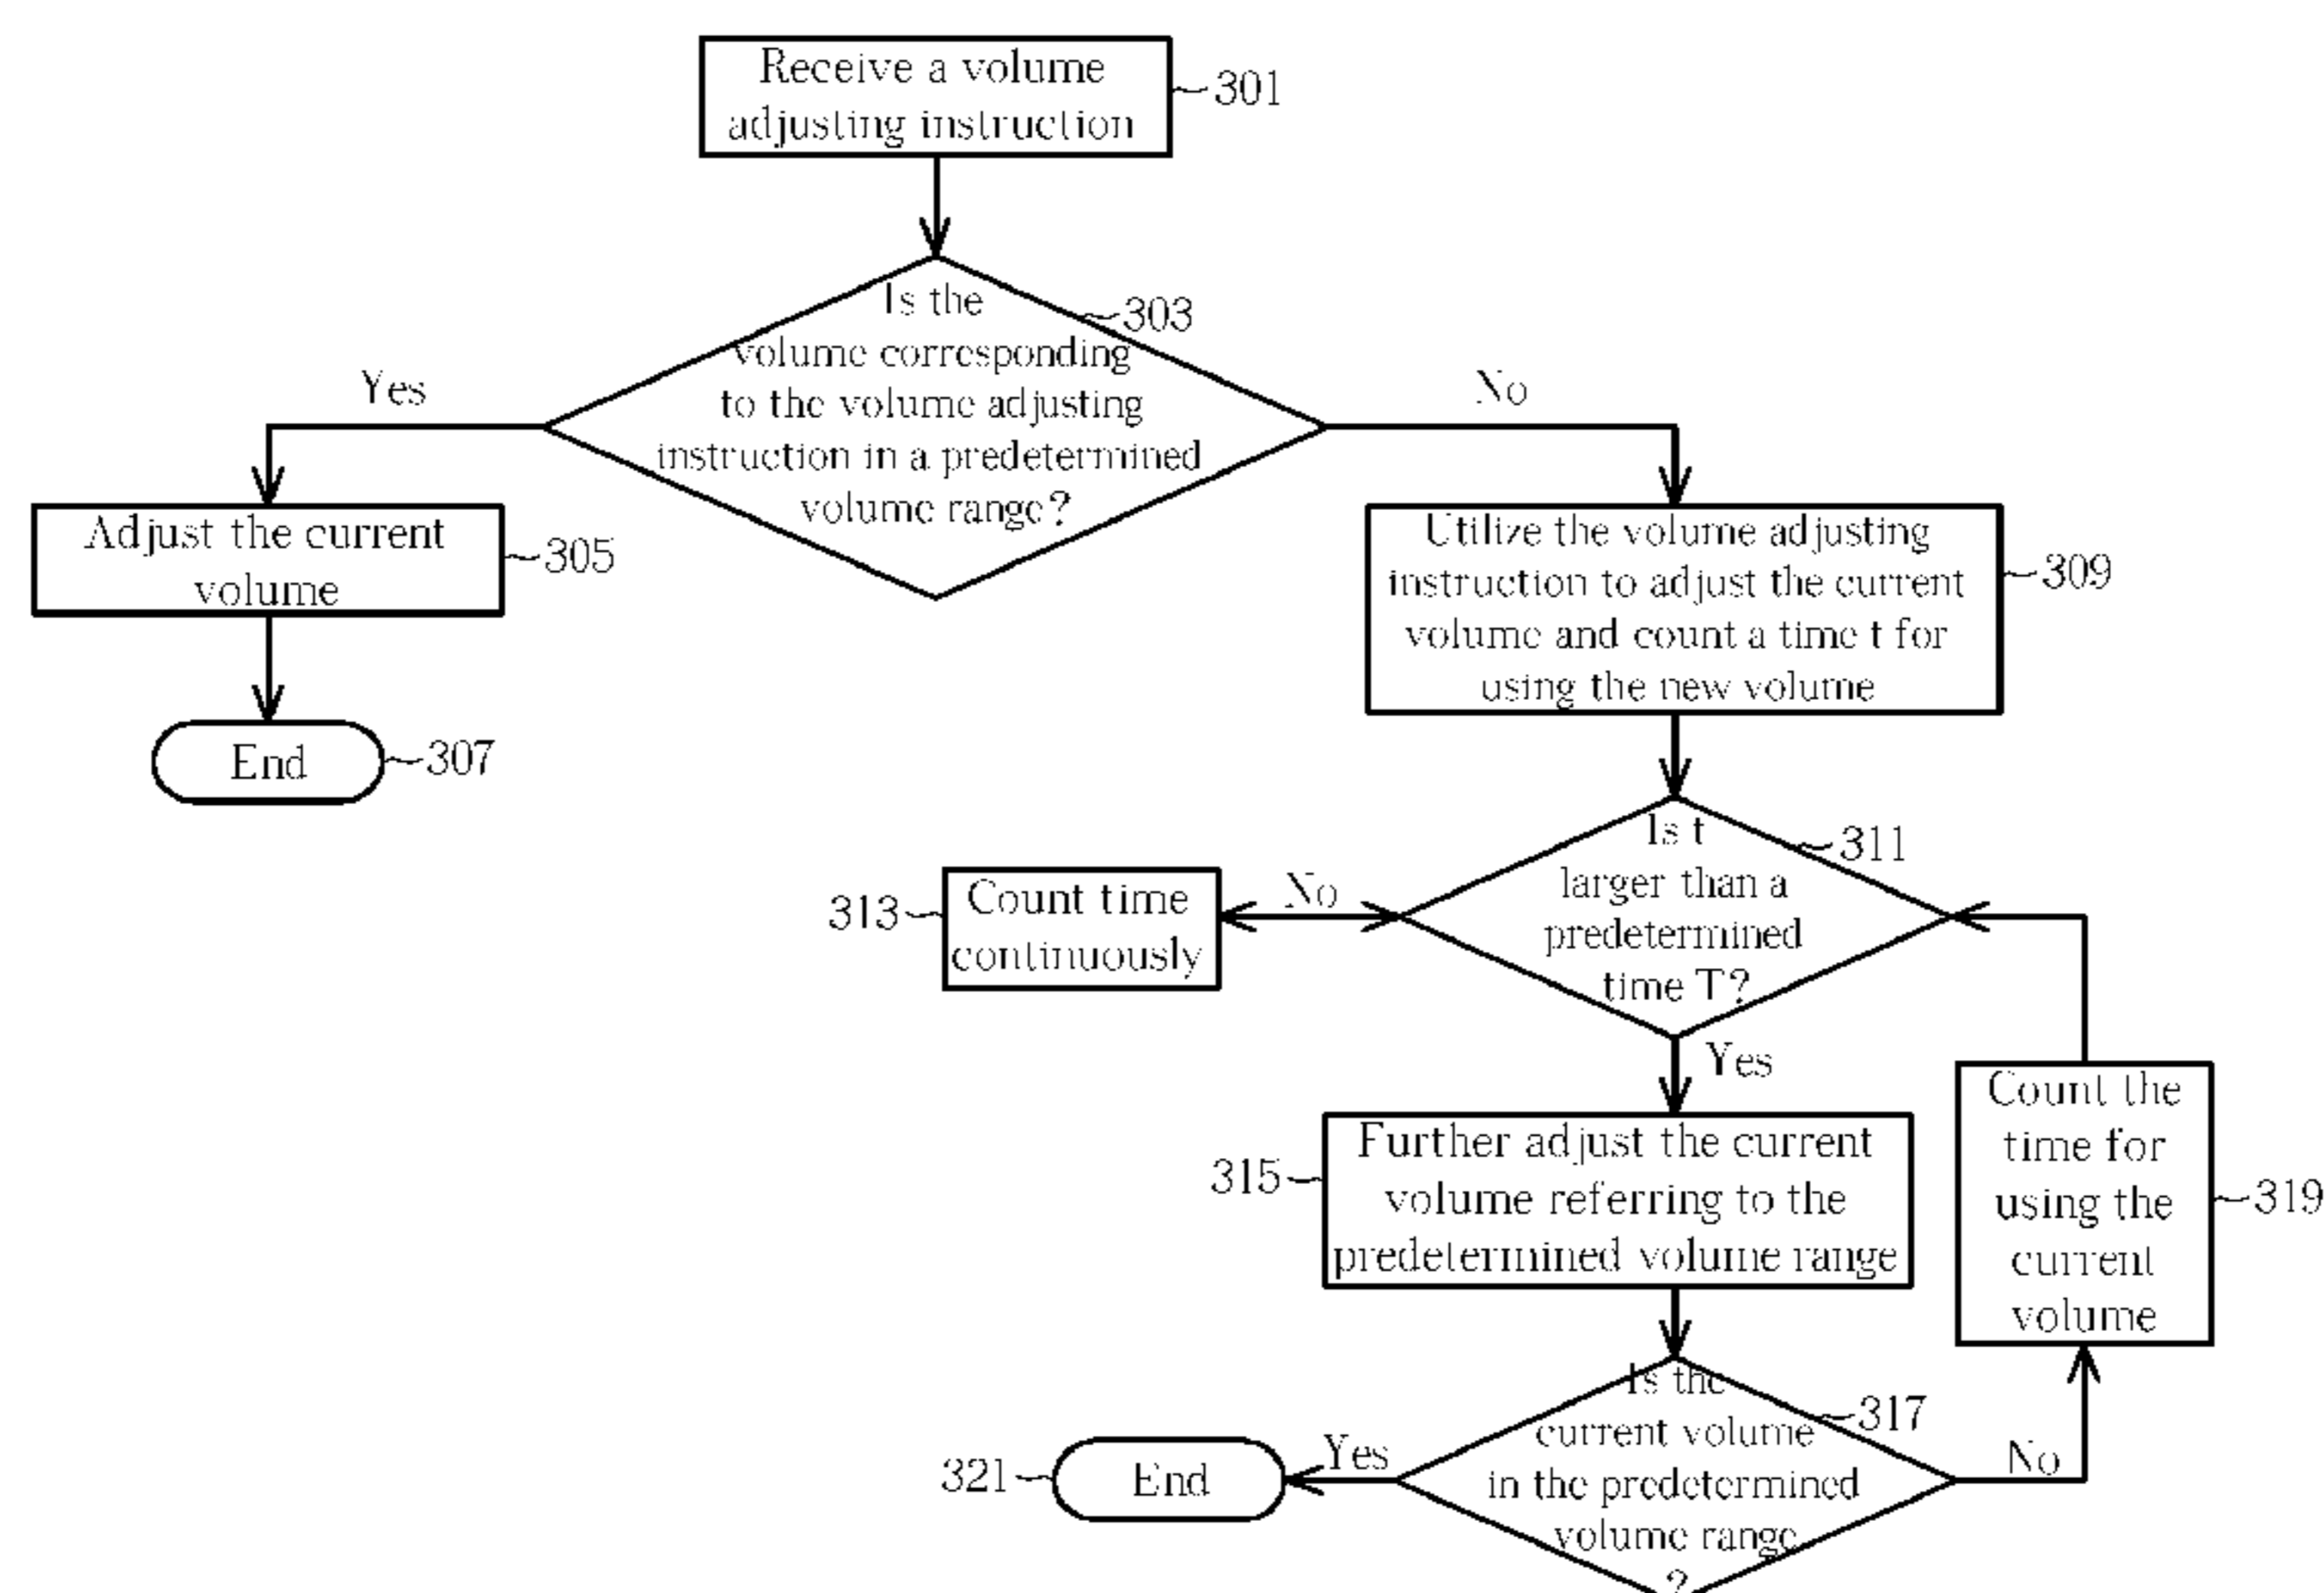 Receive a volume
adjusting instruction
301
Is the
volume corresponding
to the volume adjusting
instruction in a predetermined
volume range?
303
Yes
No
Adjust the current
volume
305
End
307
Utilize the volume adjusting
instruction to adjust the current
volume and count a time t for
using the new volume
309
Is t
larger than a
predetermined
time T?
311
No
Count time
continuously
313
Yes
Further adjust the current
volume referring to the
predetermined volume range
315
Count the
time for
using the
current
volume
319
Is the
current volume
in the predetermined
volume range
?
317
Yes
No
End
321